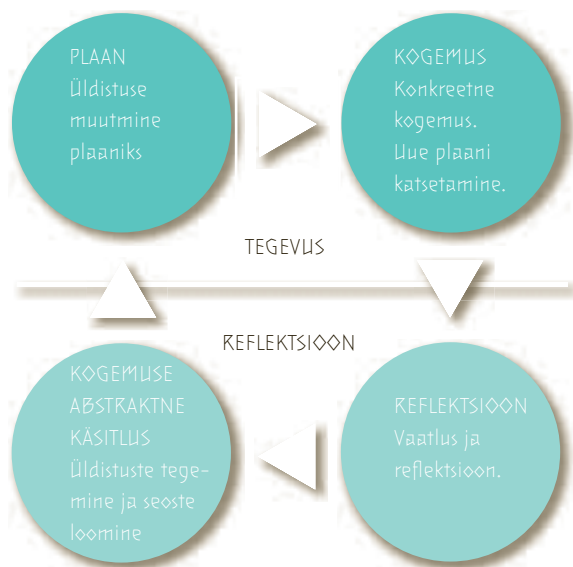 PLAAN
Üldistuse
muutmine
plaaniks
KOGEMUS
Konkreetne
kogemus.
Uue plaani
katsetamine.
TEGEVUS
REFLEKTSIOON
KOGEMUSE
ABSTRAKTNE
KÄSITLUS
Üldistuste tege-
mine ja seoste
loomine
REFLEKTSIOON
Vaatlus ja
reflektsioon.